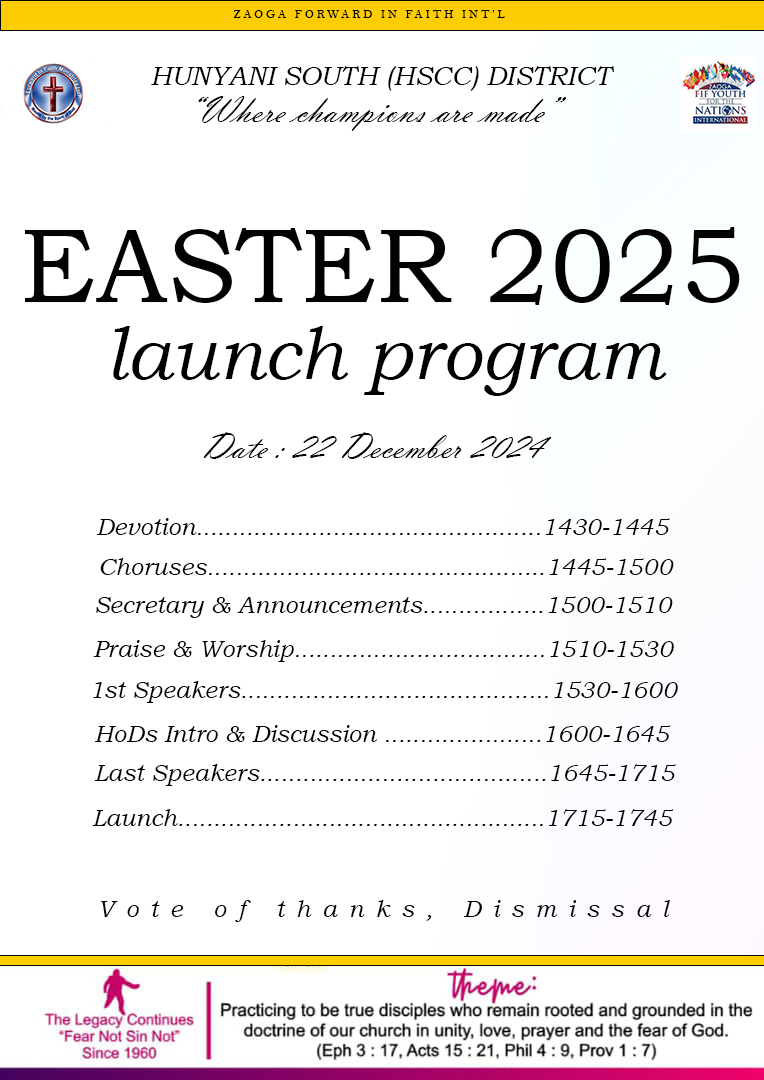 ZAOGA FORWARD IN FAITH INT'L
HUNYANI SOUTH (HSCC) DISTRICT
"Where champions are made"
ZAOGA
FIF YOUTH
FOR THE
NATIONS
INTERNATIONAL
EASTER 2025
launch program
Date : 22 December 2024
Devotion................................................1430-1445
Choruses...............................................1445-1500
Secretary & Announcements.................1500-1510
Praise & Worship...................................1510-1530
1st Speakers...........................................1530-1600
HoDs Intro & Discussion ......................1600-1645
Last Speakers........................................1645-1715
Launch...................................................1715-1745
Vote of thanks, Dismissal
The Legacy Continues
"Fear Not Sin Not"
Since 1960
theme:
Practicing to be true disciples who remain rooted and grounded in the
doctrine of our church in unity, love, prayer and the fear of God.
(Eph 3 : 17, Acts 15 : 21, Phil 4 : 9, Prov 1 : 7)